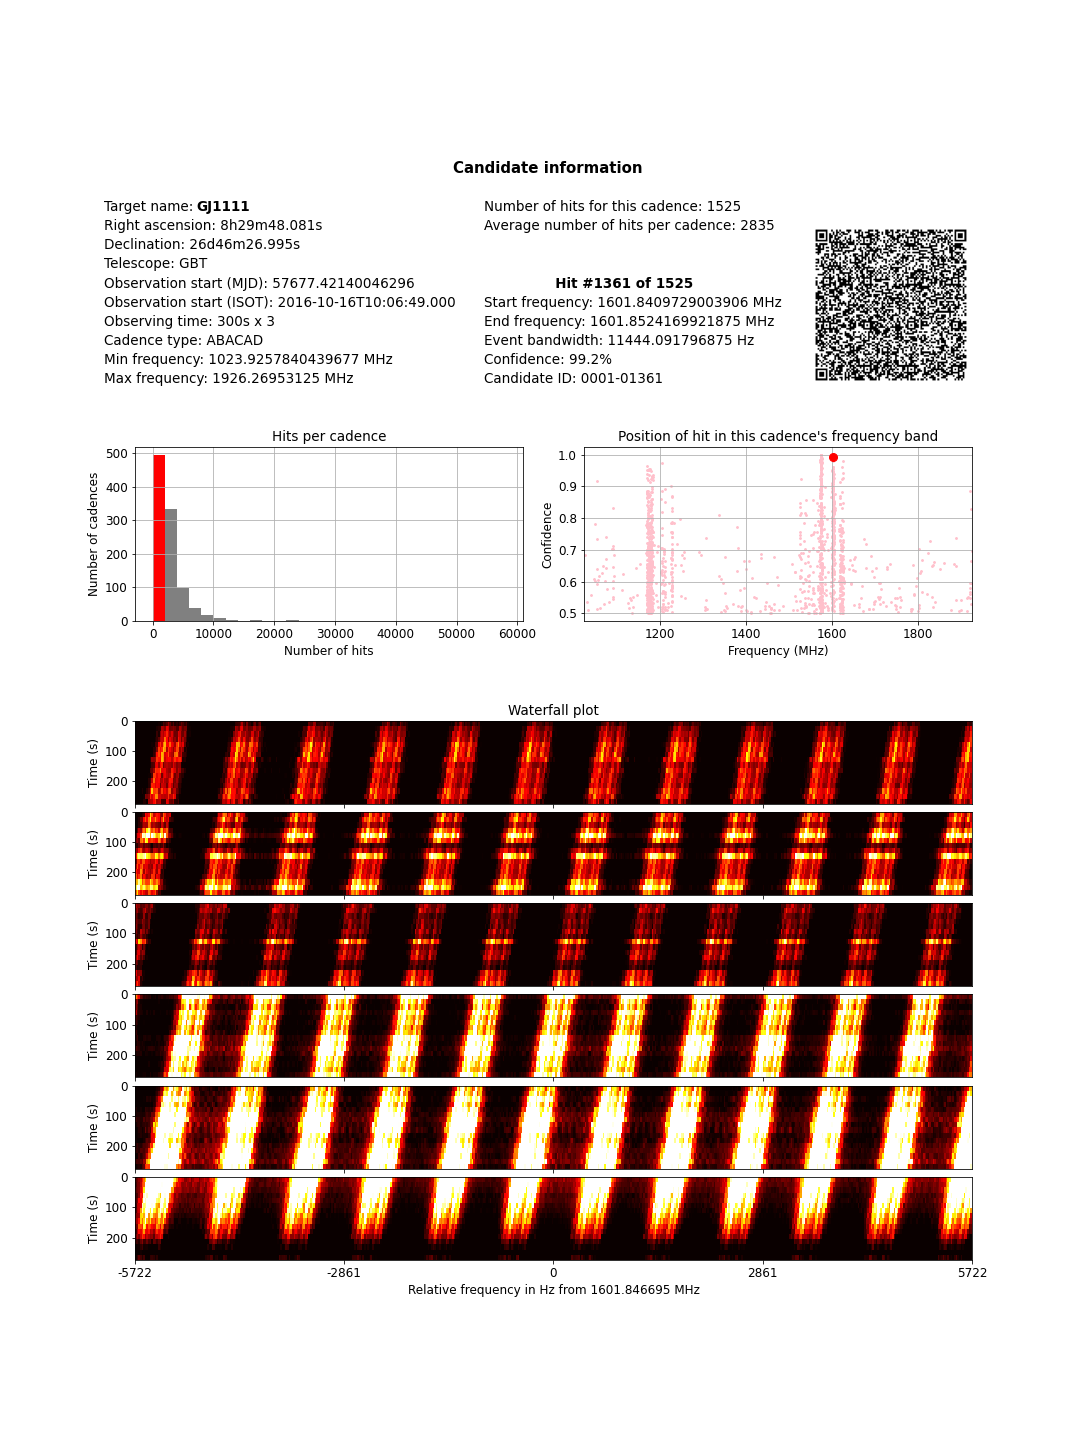 Candidate information
Target name: GJ1111
Right ascension: 8h29m48.081s
Declination: 26d46m26.995s
Telescope: GBT
Observation start (MJD): 57677.42140046296
Observation start (ISOT): 2016-10-16T10:06:49.000
Observing time: 300s x 3
Cadence type: ABACAD
Min frequency: 1023.9257840439677 MHz
Max frequency: 1926.26953125 MHz
Number of hits for this cadence: 1525
Average number of hits per cadence: 2835
Hit #1361 of 1525
Start frequency: 1601.8409729003906 MHz
End frequency: 1601.8524169921875 MHz
Event bandwidth: 11444.091796875 Hz
Confidence: 99.2%
Candidate ID: 0001-01361
Hits per cadence
Number of cadences
500
400
300
200
100
0
0 10000 20000 30000 40000 50000 60000
Number of hits
Position of hit in this cadence's frequency band
Confidence
1.0
0.9
0.8
0.7
0.6
0.5
1200 1400 1600 1800
Frequency (MHz)
Waterfall plot
Time (s)
0
100
200
Time (s)
0
100
200
Time (s)
0
100
200
Time (s)
0
100
200
Time (s)
0
100
200
Time (s)
0
100
200
-5722 -2861 0 2861 5722
Relative frequency in Hz from 1601.846695 MHz